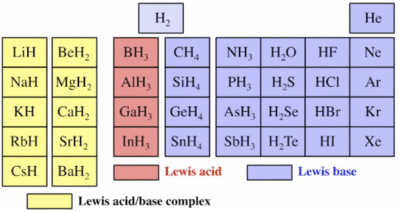 H₂ He
LiH BeH₂ BH₃ CH₄ NH₃ H₂O HF Ne
NaH MgH₂ AlH₃ SiH₄ PH₃ H₂S HCl Ar
KH CaH₂ GaH₃ GeH₄ AsH₃ H₂Se HBr Kr
RbH SrH₂ InH₃ SnH₄ SbH₃ H₂Te HI Xe
CsH BaH₂ Lewis acid Lewis base
Lewis acid/base complex